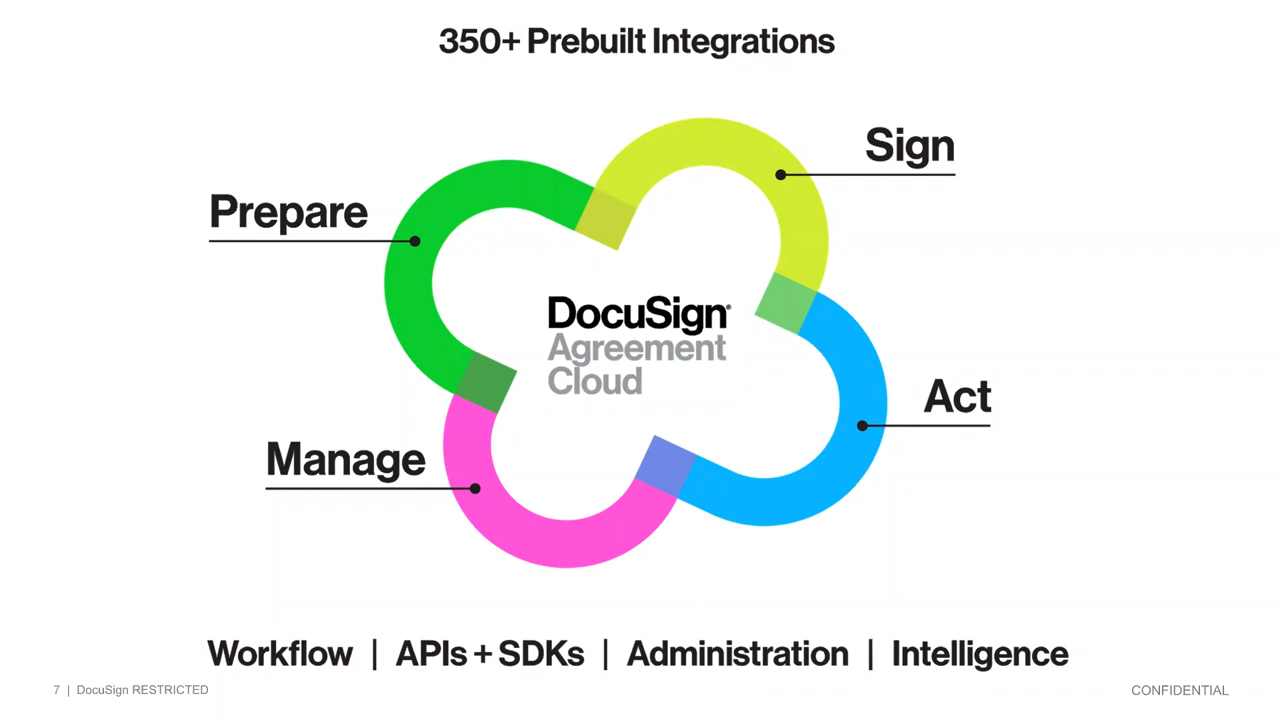 350+ Prebuilt Integrations
Sign
Prepare
DocuSign®
Agreement
Cloud
Act
Manage
Workflow | APIs + SDKs | Administration | Intelligence
7 | DocuSign RESTRICTED
CONFIDENTIAL